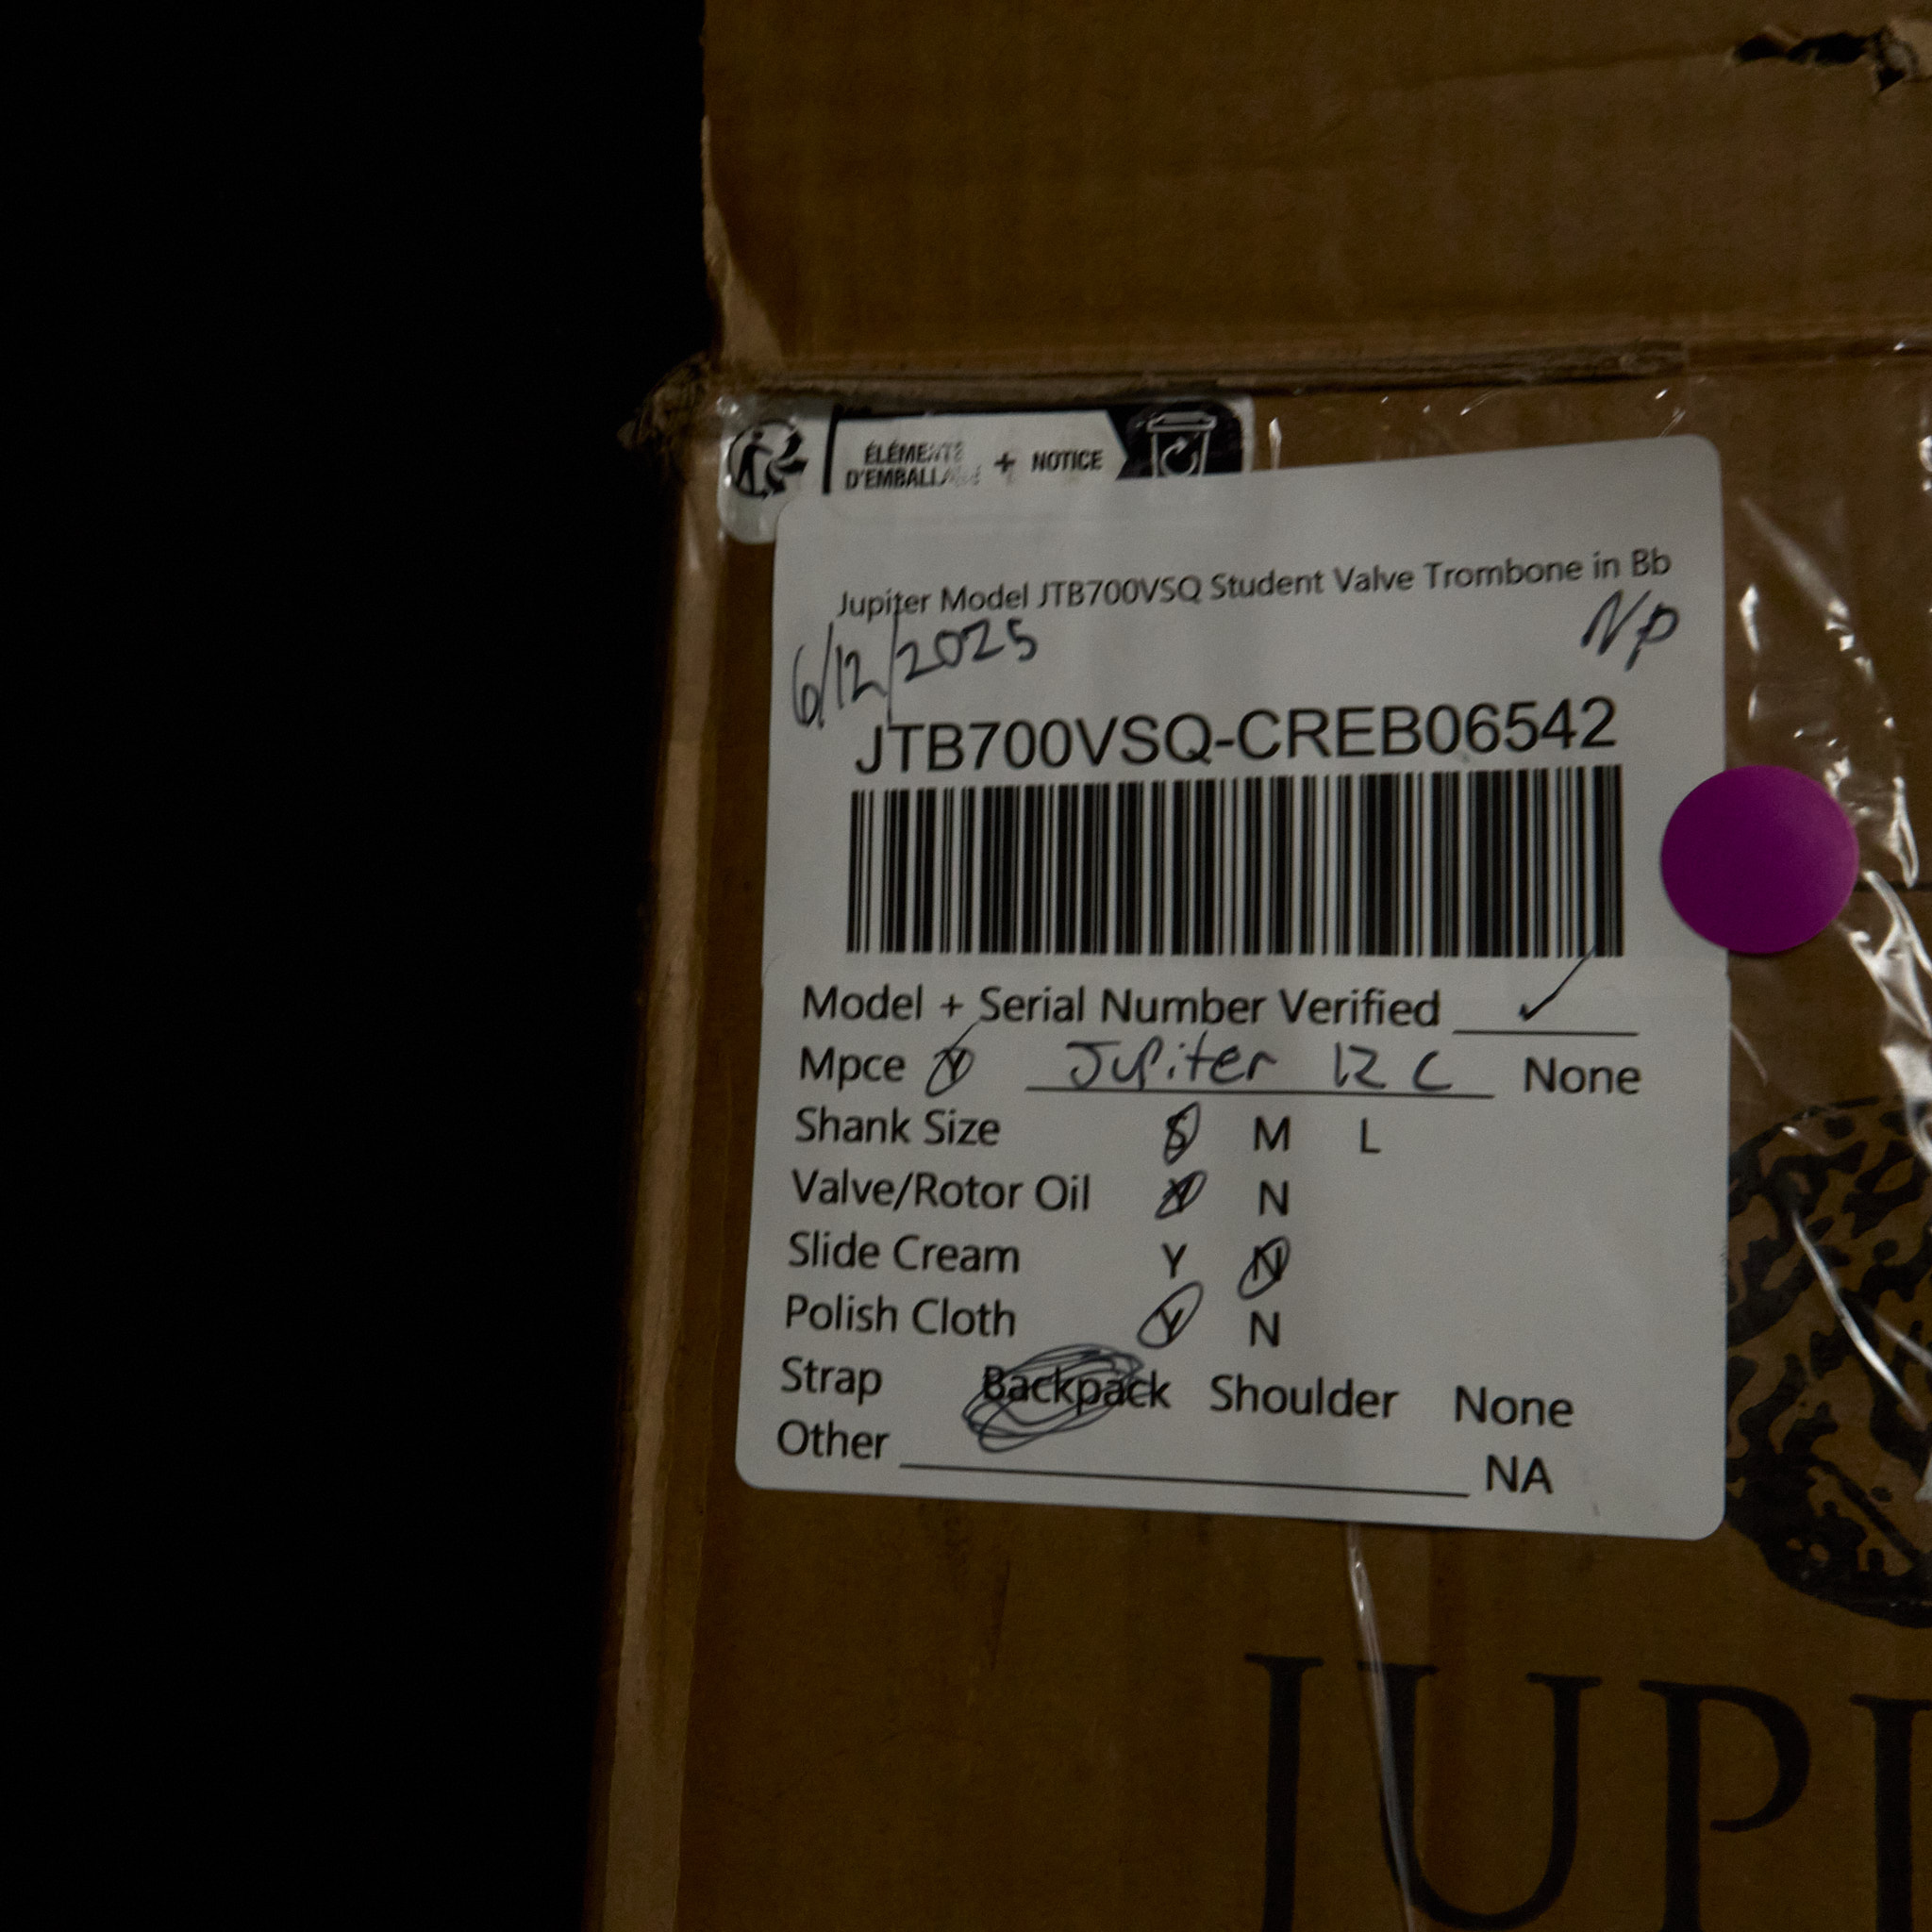 ÉLÉMENTS
D'EMBALLAGE + NOTICE
Jupiter Model JTB700VSQ Student Valve Trombone in Bb
6/12/2025 NP
JTB700VSQ-CREB06542
Model + Serial Number Verified ✓
Mpce Y Jupiter 12 C None
Shank Size S M L
Valve/Rotor Oil Y N
Slide Cream Y N
Polish Cloth Y N
Strap Backpack Shoulder None
Other NA
JUPI